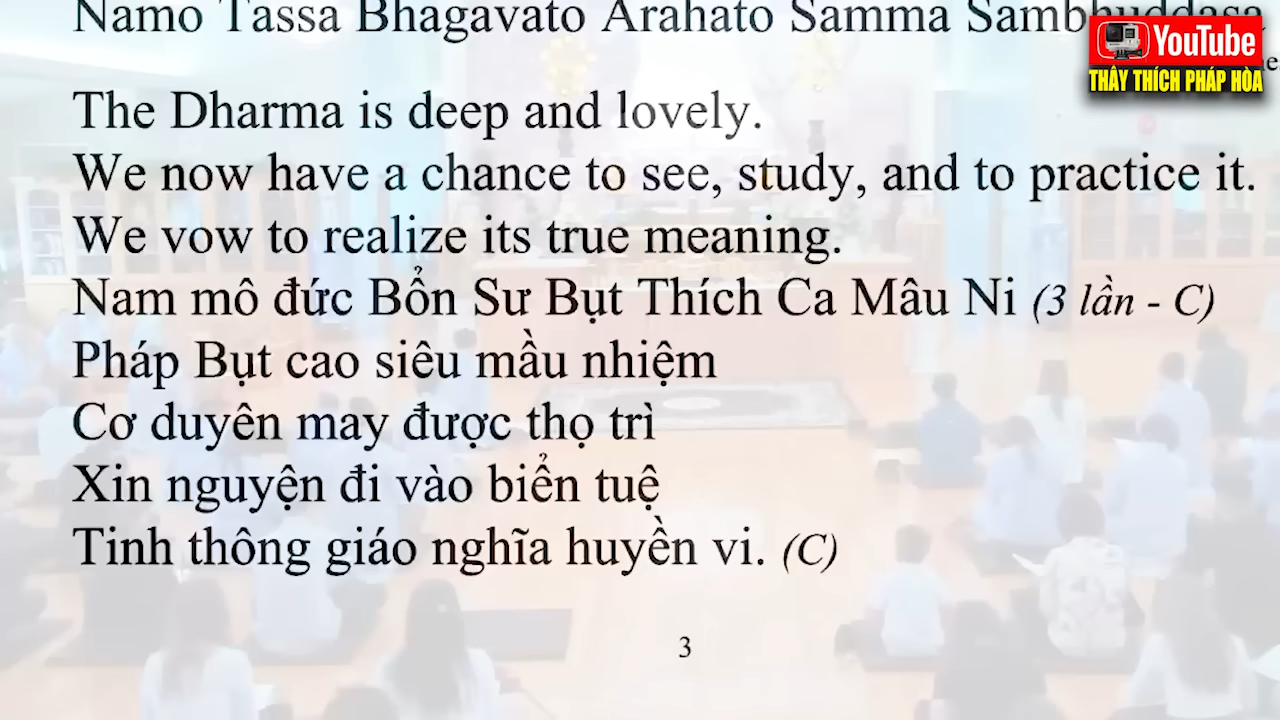 Namo Tassa Bhagavato Arahato Samma Sambhuddasa
YouTube
THẦY THÍCH PHÁP HÒA
The Dharma is deep and lovely.
We now have a chance to see, study, and to practice it.
We vow to realize its true meaning.
Nam mô đức Bổn Sư Bụt Thích Ca Mâu Ni (3 lần - C)
Pháp Bụt cao siêu mầu nhiệm
Cơ duyên may được thọ trì
Xin nguyện đi vào biển tuệ
Tinh thông giáo nghĩa huyền vi. (C)
3